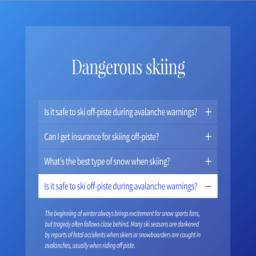 Dangerous skiing
Is it safe to ski off-piste during avalanche warnings? +
Can I get insurance for skiing off-piste? +
What's the best type of snow when skiing? +
Is it safe to ski off-piste during avalanche warnings? −
The beginning of winter always brings excitement for snow sports fans,
but tragedy often follows close behind. Many ski seasons are darkened
by reports of fatal accidents when skiers or snowboarders are caught in
avalanches, usually when riding off piste.